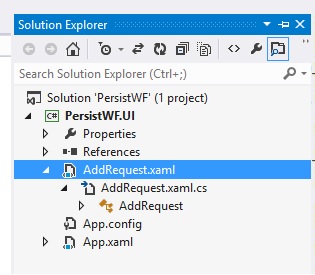 Solution Explorer
Search Solution Explorer (Ctrl+;)
Solution 'PersistWF' (1 project)
C# PersistWF.UI
Properties
References
AddRequest.xaml
AddRequest.xaml.cs
AddRequest
App.config
App.xaml